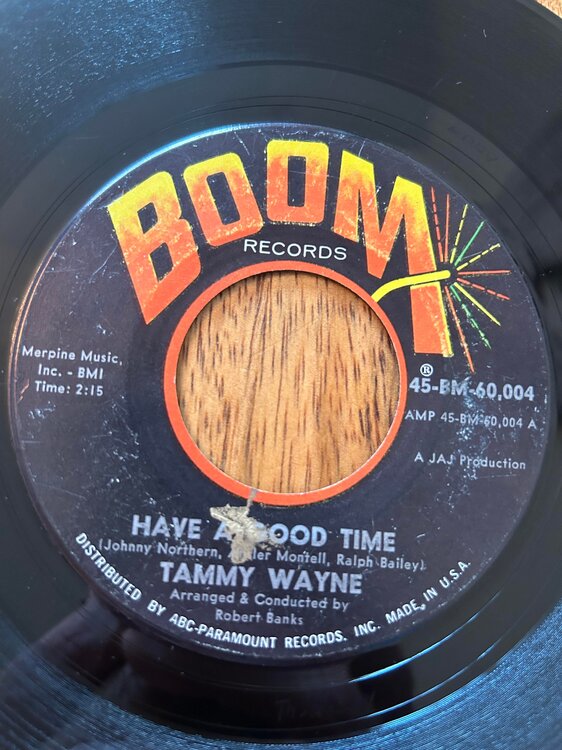 BOOM
RECORDS
®
Merpine Music,
Inc. - BMI
Time: 2:15
45-BM-60,004
AMP 45-BM-60,004 A
A JAJ Production
HAVE A GOOD TIME
(Johnny Northern, Montell, Ralph Bailey)
TAMMY WAYNE
Arranged & Conducted by
Robert Banks
DISTRIBUTED BY ABC-PARAMOUNT RECORDS, INC. MADE IN U.S.A.